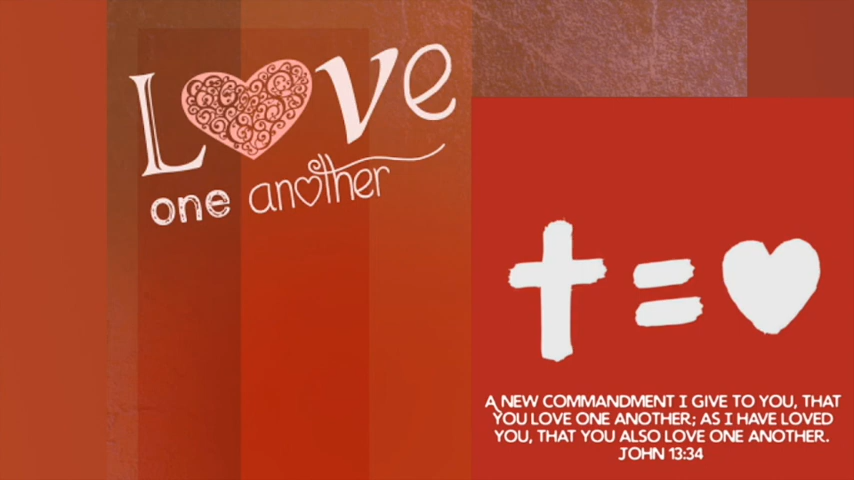 Love
one another
A NEW COMMANDMENT I GIVE TO YOU, THAT
YOU LOVE ONE ANOTHER; AS I HAVE LOVED
YOU, THAT YOU ALSO LOVE ONE ANOTHER.
JOHN 13:34